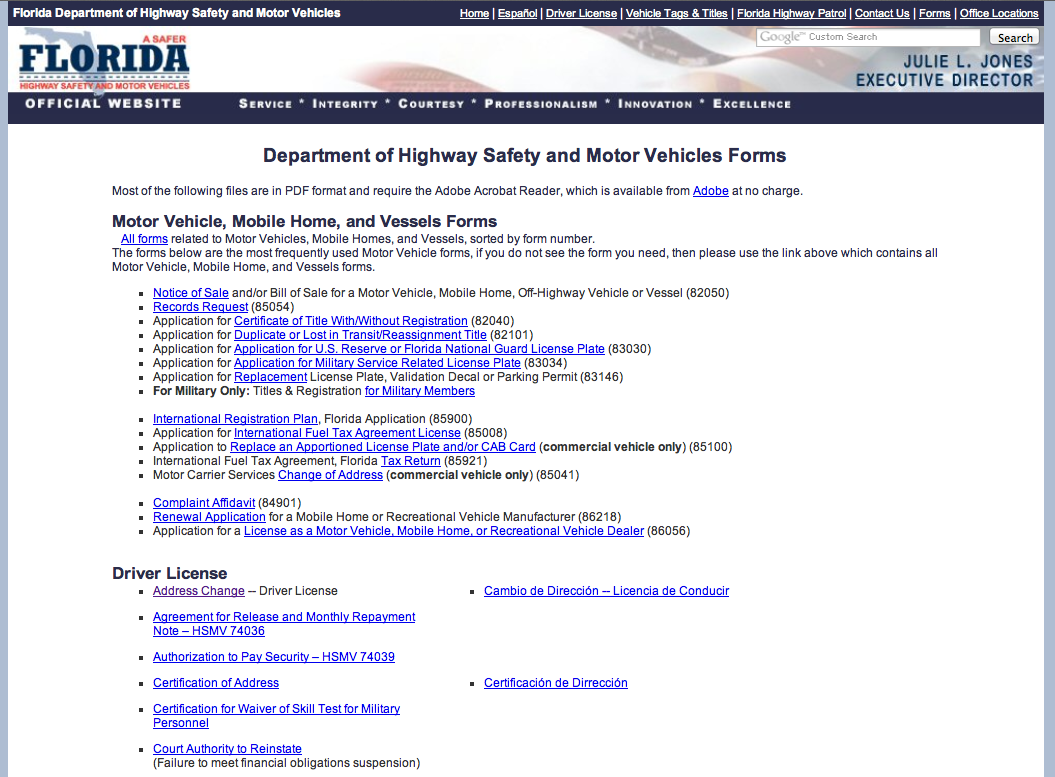 Florida Department of Highway Safety and Motor Vehicles
Home | Español | Driver License | Vehicle Tags & Titles | Florida Highway Patrol | Contact Us | Forms | Office Locations
A SAFER
FLORIDA
HIGHWAY SAFETY AND MOTOR VEHICLES
Google™ Custom Search
Search
JULIE L. JONES
EXECUTIVE DIRECTOR
OFFICIAL WEBSITE
SERVICE * INTEGRITY * COURTESY * PROFESSIONALISM * INNOVATION * EXCELLENCE
Department of Highway Safety and Motor Vehicles Forms
Most of the following files are in PDF format and require the Adobe Acrobat Reader, which is available from Adobe at no charge.
Motor Vehicle, Mobile Home, and Vessels Forms
All forms related to Motor Vehicles, Mobile Homes, and Vessels, sorted by form number.
The forms below are the most frequently used Motor Vehicle forms, if you do not see the form you need, then please use the link above which contains all
Motor Vehicle, Mobile Home, and Vessels forms.
Notice of Sale and/or Bill of Sale for a Motor Vehicle, Mobile Home, Off-Highway Vehicle or Vessel (82050)
Records Request (85054)
Application for Certificate of Title With/Without Registration (82040)
Application for Duplicate or Lost in Transit/Reassignment Title (82101)
Application for Application for U.S. Reserve or Florida National Guard License Plate (83030)
Application for Application for Military Service Related License Plate (83034)
Application for Replacement License Plate, Validation Decal or Parking Permit (83146)
For Military Only: Titles & Registration for Military Members
International Registration Plan, Florida Application (85900)
Application for International Fuel Tax Agreement License (85008)
Application to Replace an Apportioned License Plate and/or CAB Card (commercial vehicle only) (85100)
International Fuel Tax Agreement, Florida Tax Return (85921)
Motor Carrier Services Change of Address (commercial vehicle only) (85041)
Complaint Affidavit (84901)
Renewal Application for a Mobile Home or Recreational Vehicle Manufacturer (86218)
Application for a License as a Motor Vehicle, Mobile Home, or Recreational Vehicle Dealer (86056)
Driver License
Address Change -- Driver License
Cambio de Dirección -- Licencia de Conducir
Agreement for Release and Monthly Repayment
Note – HSMV 74036
Authorization to Pay Security – HSMV 74039
Certification of Address
Certificación de Dirrección
Certification for Waiver of Skill Test for Military
Personnel
Court Authority to Reinstate
(Failure to meet financial obligations suspension)